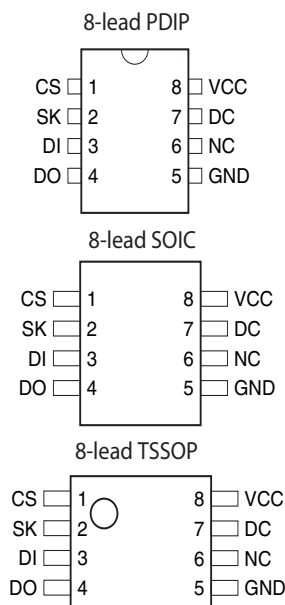 8-lead PDIP
CS 1 8 VCC
SK 2 7 DC
DI 3 6 NC
DO 4 5 GND
8-lead SOIC
CS 1 8 VCC
SK 2 7 DC
DI 3 6 NC
DO 4 5 GND
8-lead TSSOP
CS 1 8 VCC
SK 2 7 DC
DI 3 6 NC
DO 4 5 GND